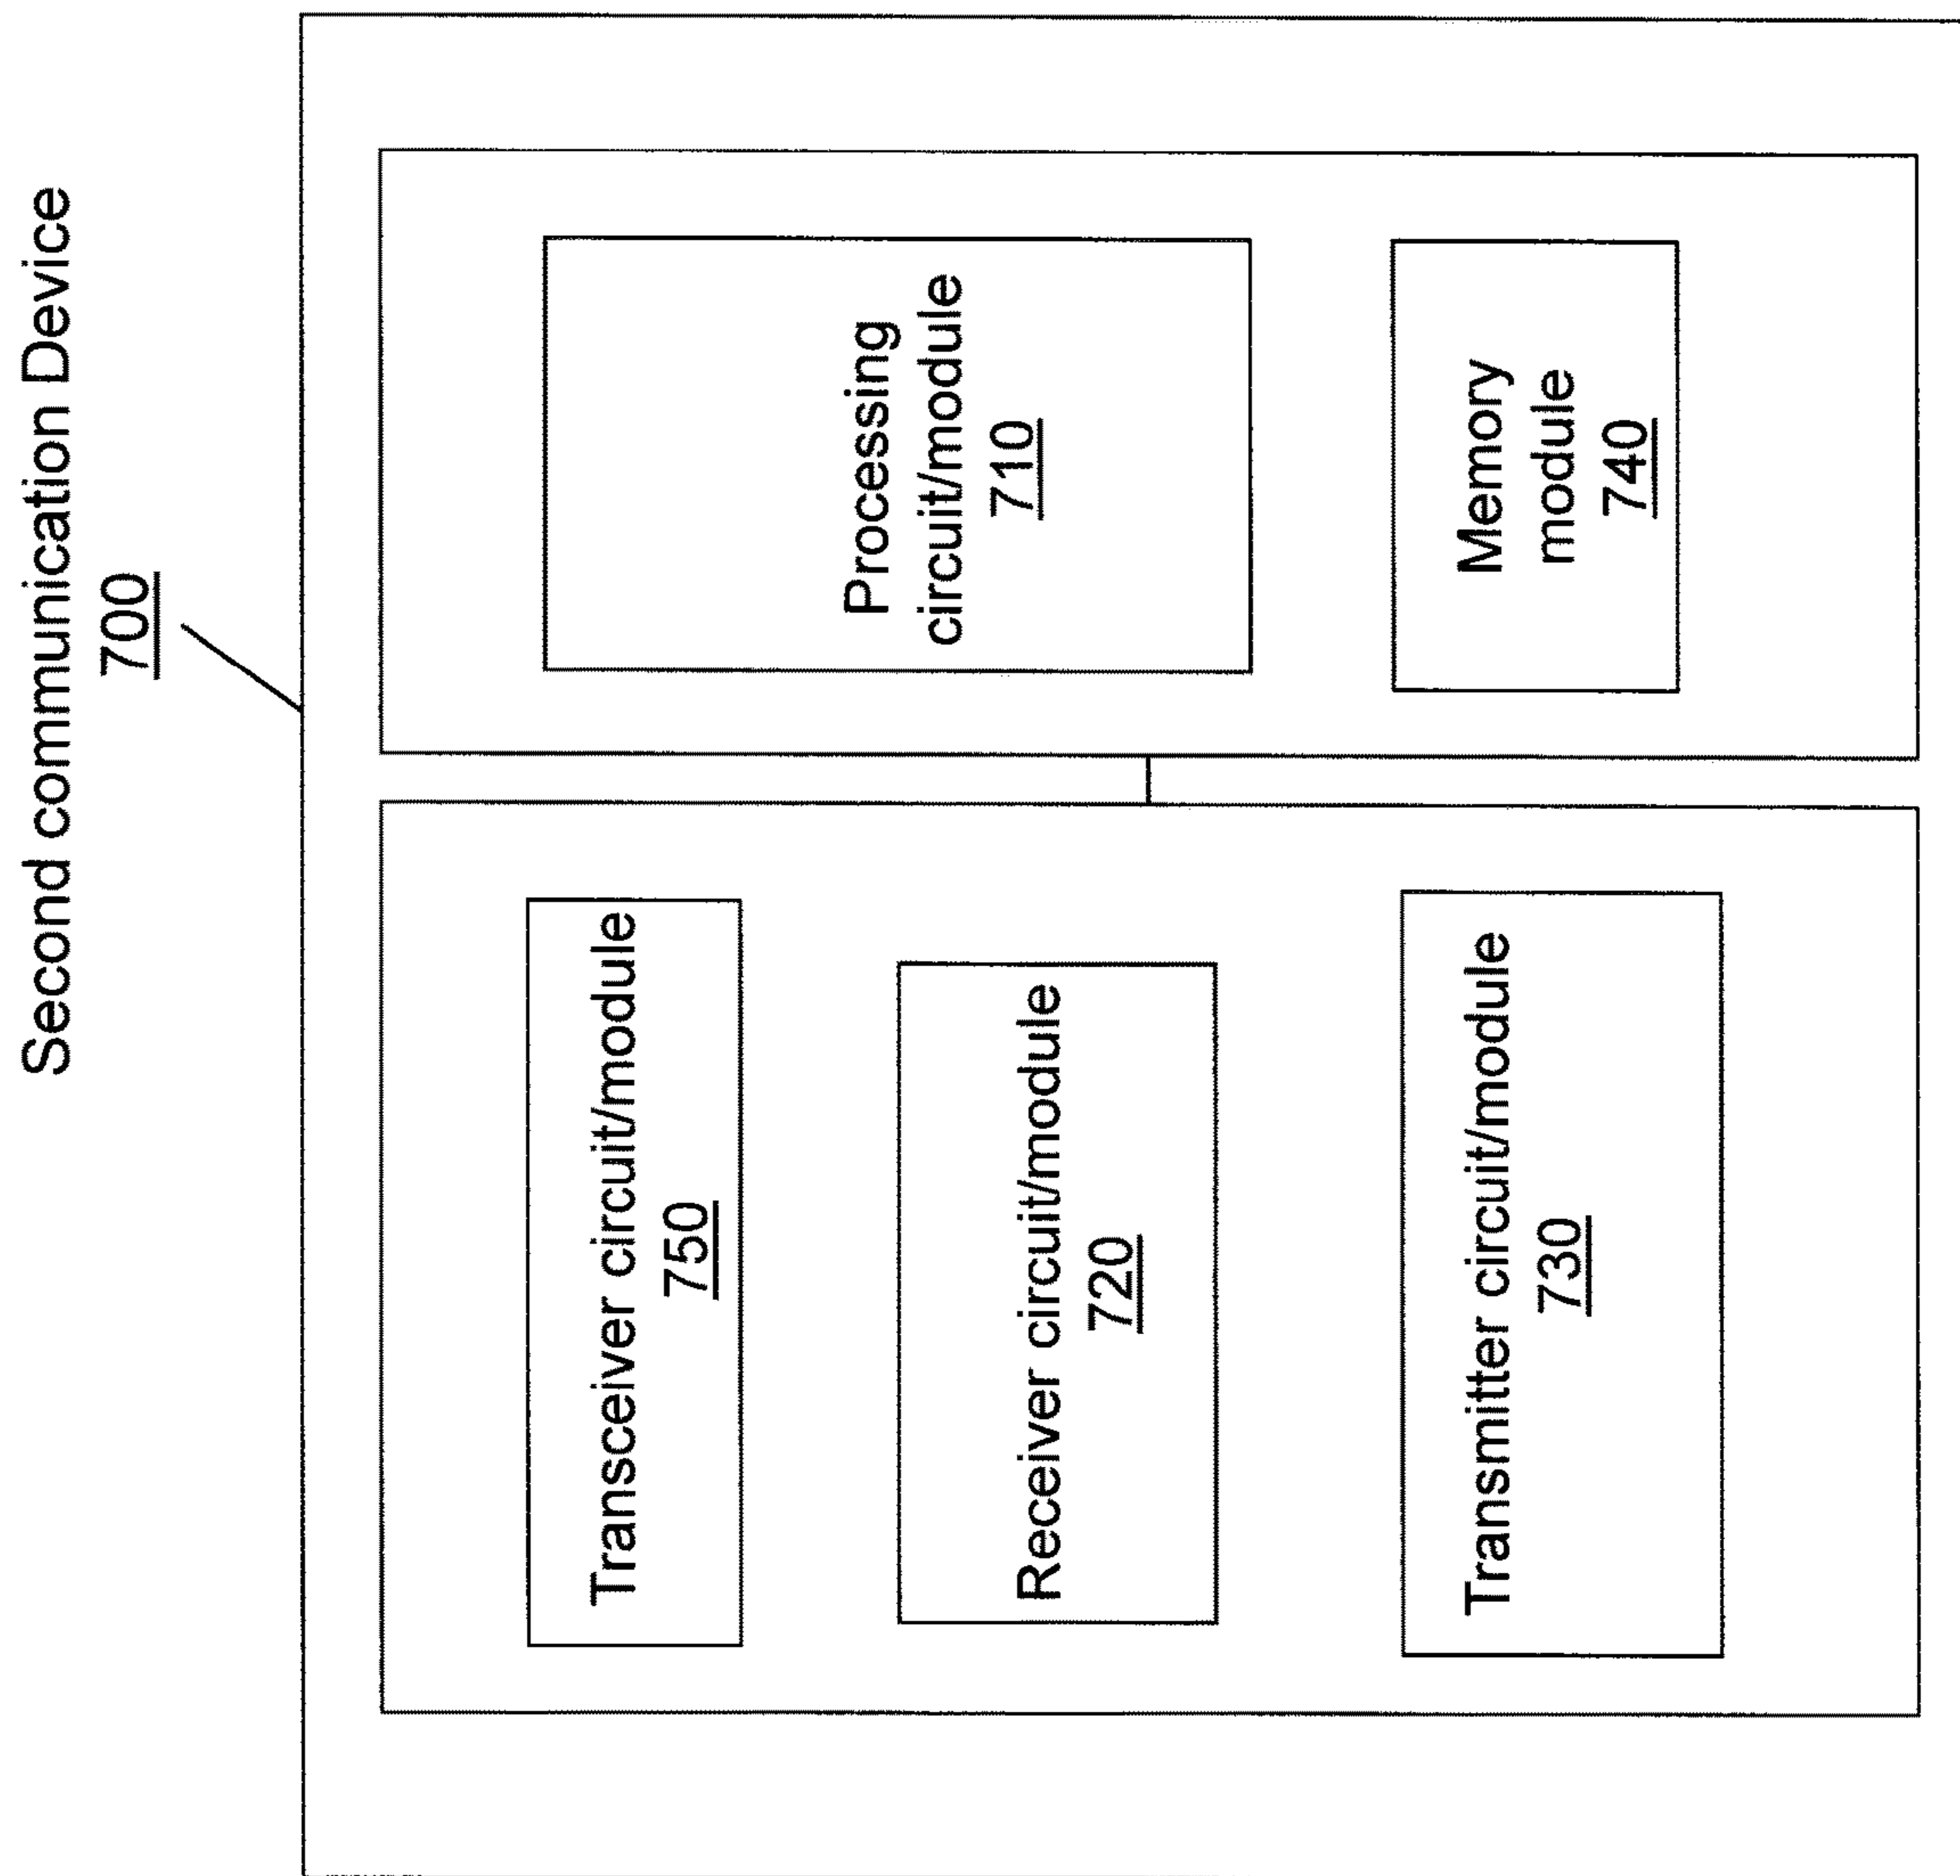 Second communication Device
700
Transceiver circuit/module
750
Receiver circuit/module
720
Transmitter circuit/module
730
Processing
circuit/module
710
Memory
module
740